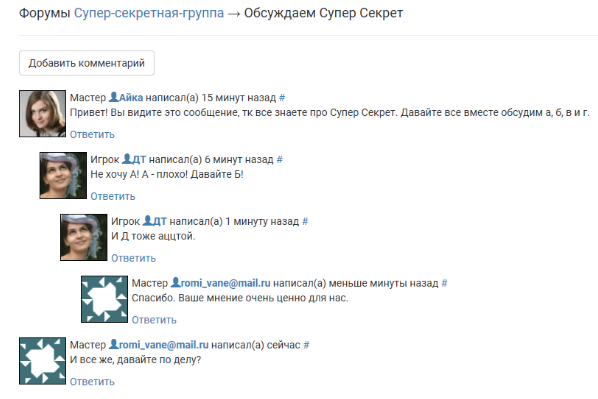 Форумы Супер-секретная-группа → Обсуждаем Супер Секрет
Добавить комментарий
Мастер Айка написал(а) 15 минут назад #
Привет! Вы видите это сообщение, тк все знаете про Супер Секрет. Давайте все вместе обсудим а, б, в и г.
Ответить
Игрок ДТ написал(а) 6 минут назад #
Не хочу А! А - плохо! Давайте Б!
Ответить
Игрок ДТ написал(а) 1 минуту назад #
И Д тоже аццтой.
Ответить
Мастер romi_vane@mail.ru написал(а) меньше минуты назад #
Спасибо. Ваше мнение очень ценно для нас.
Ответить
Мастер romi_vane@mail.ru написал(а) сейчас #
И все же, давайте по делу?
Ответить